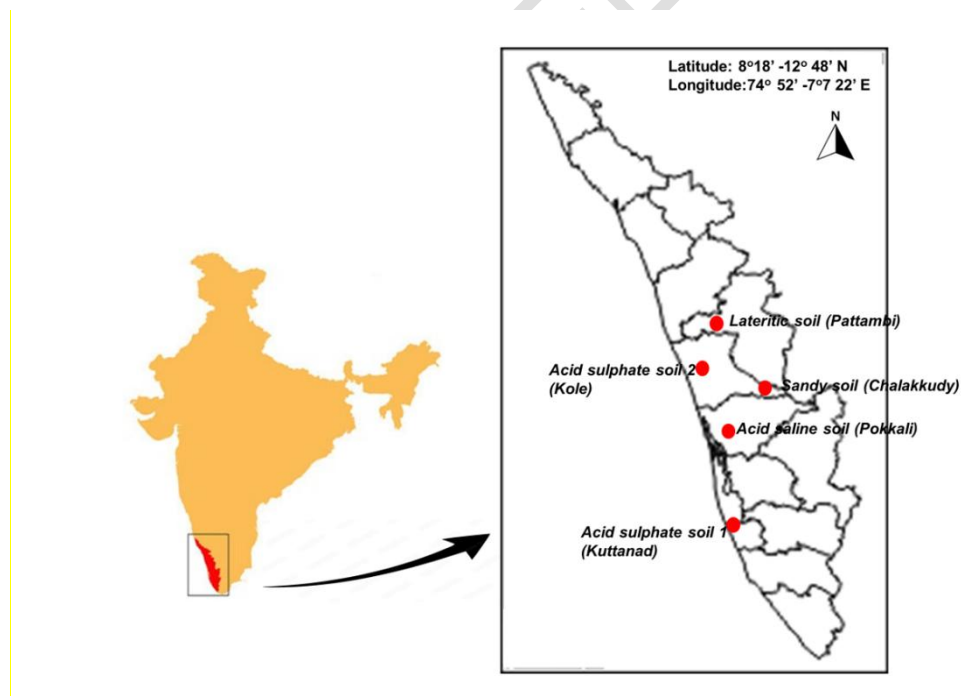 Latitude: 8°18' -12° 48' N
Longitude:74° 52' -7°7 22' E
N
Lateritic soil (Pattambi)
Acid sulphate soil 2
(Kole)
Sandy soil (Chalakkudy)
Acid saline soil (Pokkali)
Acid sulphate soil 1
(Kuttanad)